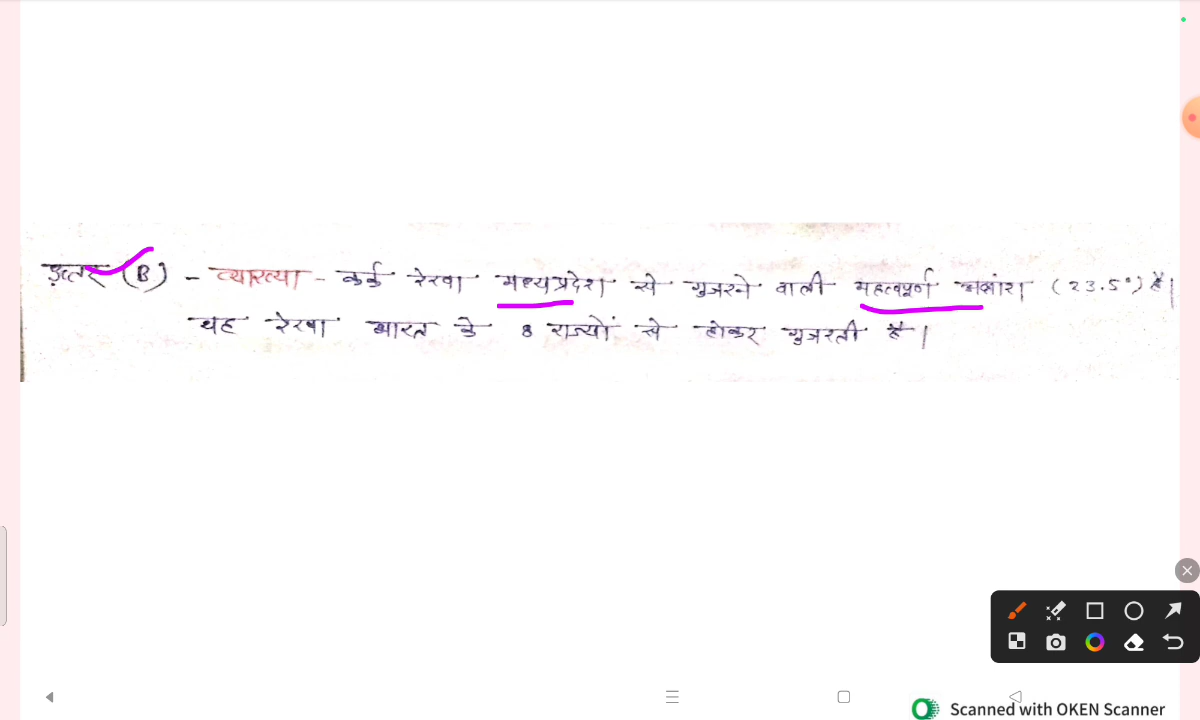 उत्तर (B) - व्याख्या - कर्क रेखा मध्यप्रदेश से गुजरने वाली महत्वपूर्ण अक्षांश (23.5°) है।
यह रेखा भारत के 8 राज्यों से होकर गुजरती है।
Scanned with OKEN Scanner